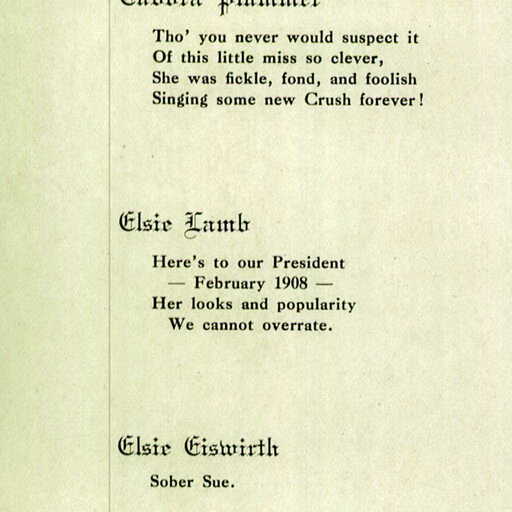 Plummer
Tho' you never would suspect it
Of this little miss so clever,
She was fickle, fond, and foolish
Singing some new Crush forever!
Elsie Lamb
Here's to our President
— February 1908 —
Her looks and popularity
We cannot overrate.
Elsie Eiswirth
Sober Sue.